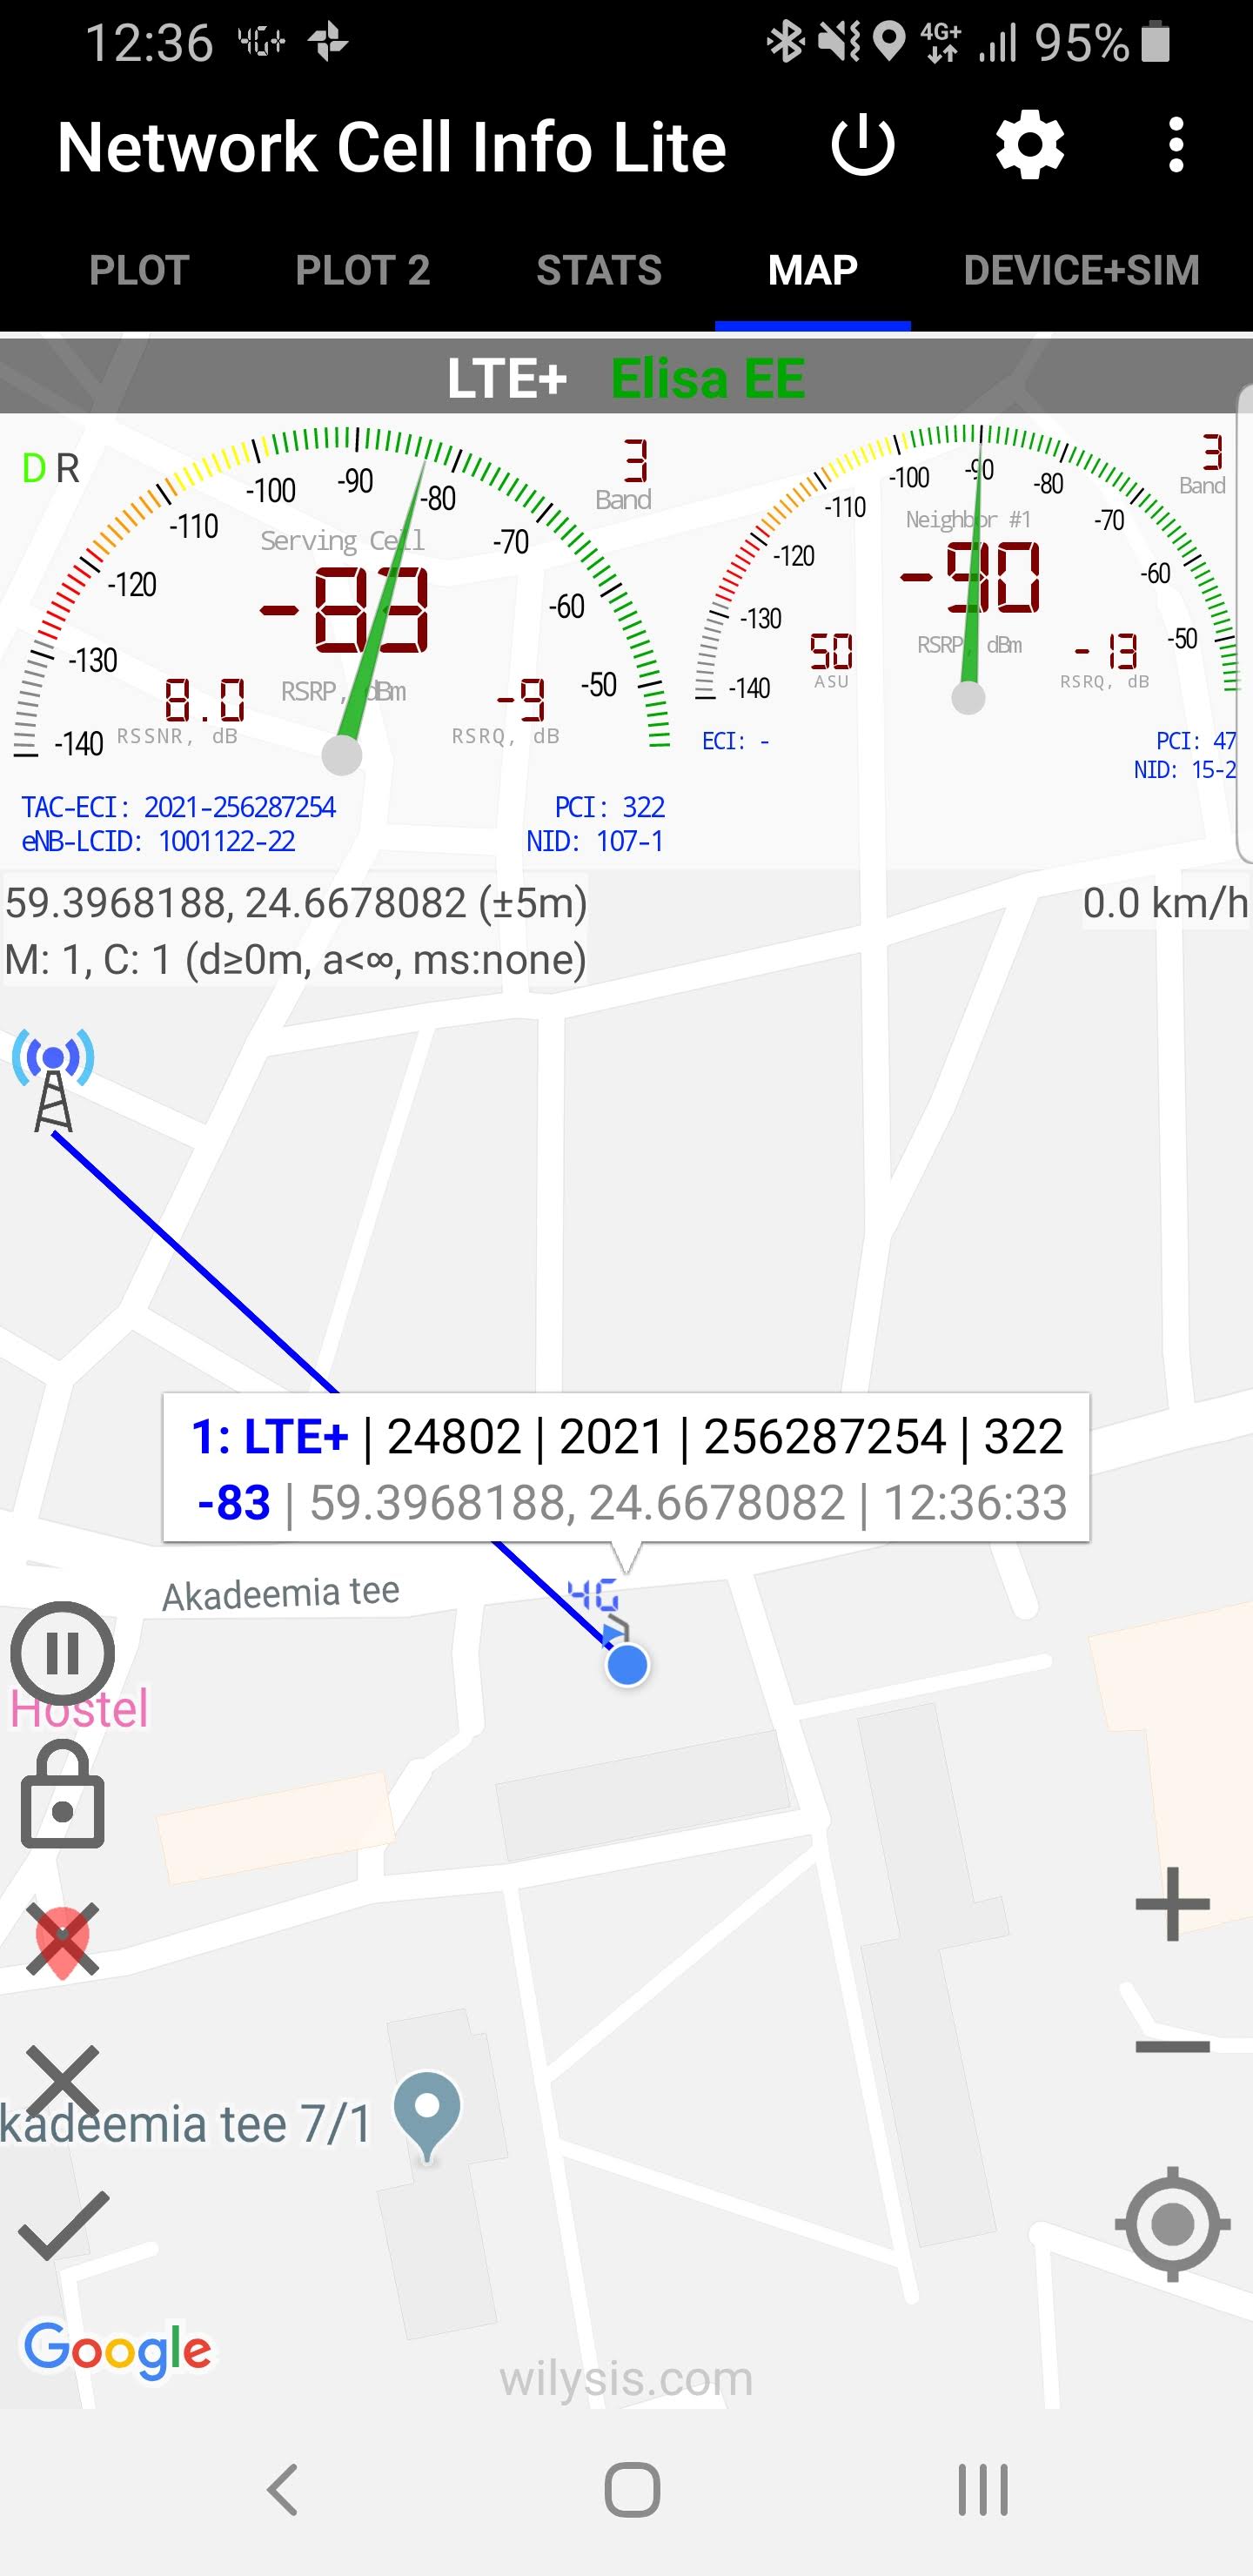 12:36 4G+ 4G+ 95%
Network Cell Info Lite
PLOT PLOT 2 STATS MAP DEVICE+SIM
LTE+ Elisa EE
D R
-140 -130 -120 -110 -100 -90 -80 -70 -60 -50
3
Band
Serving Cell
-83
RSRP, dBm
8.0
RSSNR, dB
-9
RSRQ, dB
TAC-ECI: 2021-256287254 PCI: 322
eNB-LCID: 1001122-22 NID: 107-1
-140 -130 -120 -110 -100 -90 -80 -70 -60 -50
3
Band
Neighbor #1
-90
RSRP, dBm
50
ASU
-13
RSRQ, dB
ECI: - PCI: 47
NID: 15-2
59.3968188, 24.6678082 (±5m) 0.0 km/h
M: 1, C: 1 (d≥0m, a<∞, ms:none)
1: LTE+ | 24802 | 2021 | 256287254 | 322
-83 | 59.3968188, 24.6678082 | 12:36:33
4G
Akadeemia tee
Hostel
kadeemia tee 7/1
Google
wilysis.com